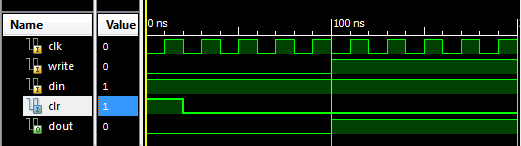 Name Value 0 ns 100 ns
clk 0
write 0
din 1
clr 1
dout 0